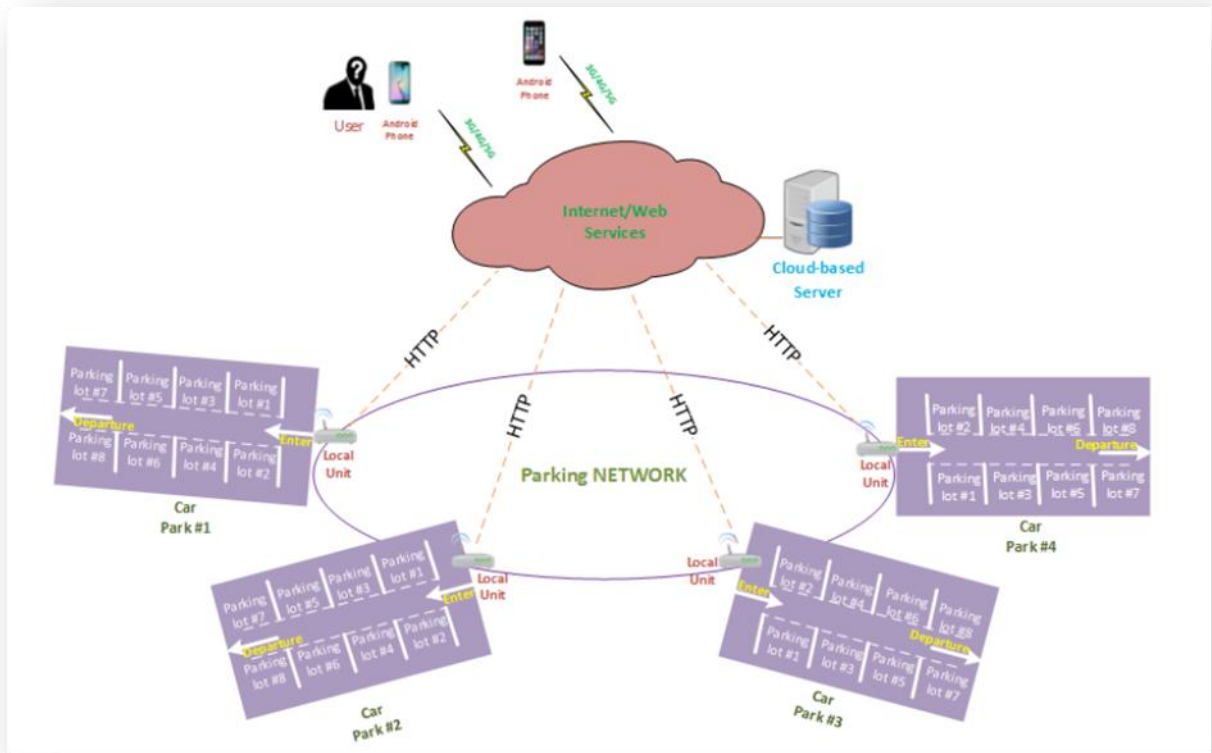 Android
Phone
3G/4G/5G
User
Android
Phone
3G/4G/5G
Internet/Web
Services
Cloud-based
Server
HTTP
HTTP
HTTP
HTTP
Parking NETWORK
Parking
lot #7
Parking
lot #5
Parking
lot #3
Parking
lot #1
Departure
Enter
Parking
lot #8
Parking
lot #6
Parking
lot #4
Parking
lot #2
Local
Unit
Car
Park #1
Parking
lot #7
Parking
lot #5
Parking
lot #3
Parking
lot #1
Departure
Enter
Parking
lot #8
Parking
lot #6
Parking
lot #4
Parking
lot #2
Local
Unit
Car
Park #2
Local
Unit
Parking
lot #2
Parking
lot #4
Parking
lot #6
Parking
lot #8
Enter
Departure
Parking
lot #1
Parking
lot #3
Parking
lot #5
Parking
lot #7
Car
Park #3
Local
Unit
Parking
lot #2
Parking
lot #4
Parking
lot #6
Parking
lot #8
Enter
Departure
Parking
lot #1
Parking
lot #3
Parking
lot #5
Parking
lot #7
Car
Park #4